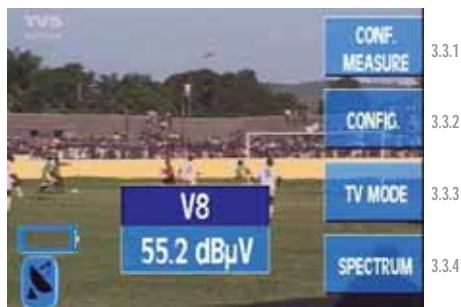 TV5
CONF.
MEASURE
3.3.1
CONFIG.
3.3.2
TV MODE
3.3.3
V8
55.2 dBµV
SPECTRUM
3.3.4